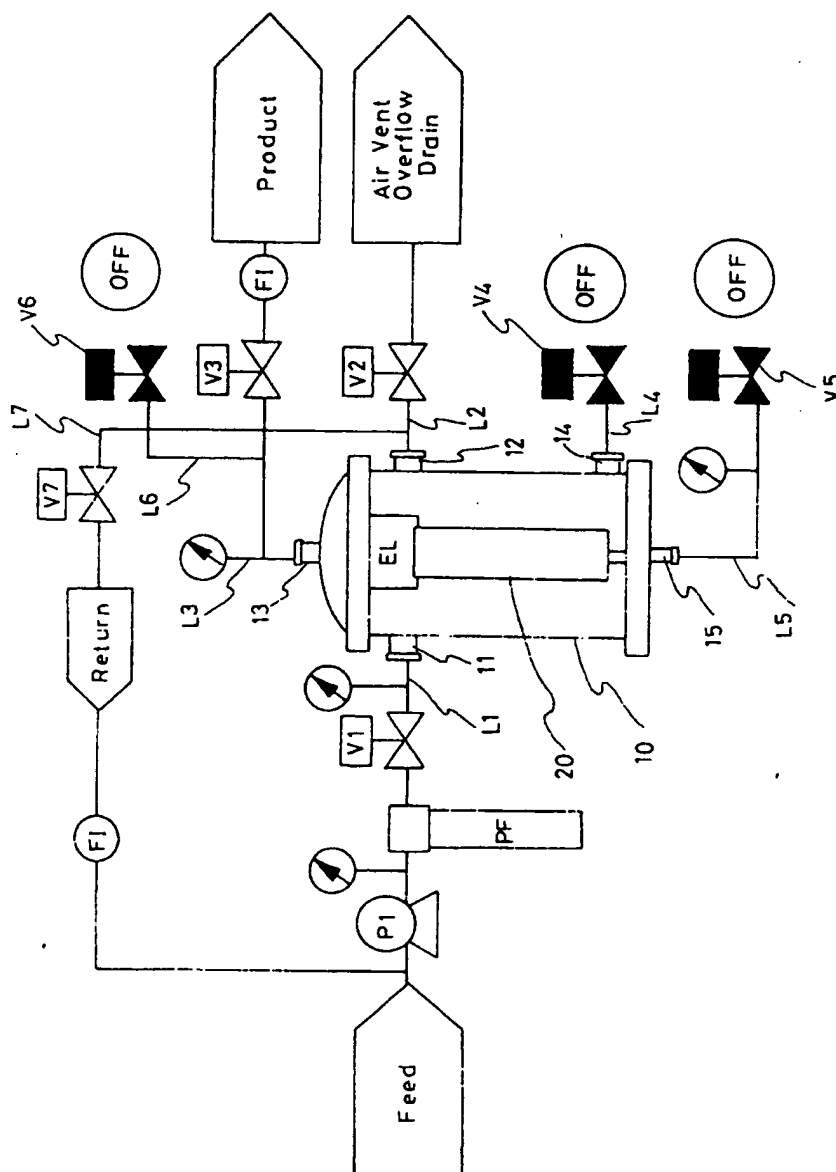 L7
V6
OFF
V7
L6
V3
FI
Product
Return
L3
13
V2
L2
Air Vent
Overflow
Drain
12
EL
FI
V1
11
L1
14
V4
OFF
L4
P1
PF
20
10
15
L5
V5
OFF
Feed